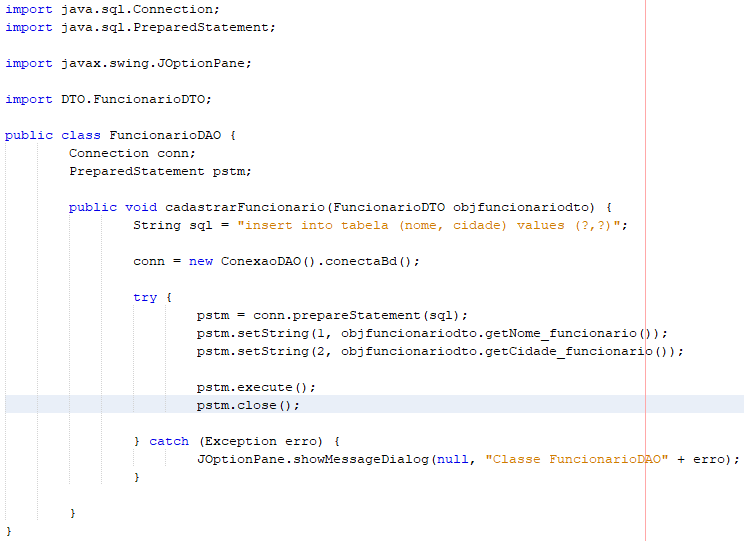 import java.sql.Connection;
import java.sql.PreparedStatement;
import javax.swing.JOptionPane;
import DTO.FuncionarioDTO;
public class FuncionarioDAO {
Connection conn;
PreparedStatement pstm;
public void cadastrarFuncionario(FuncionarioDTO objfuncionariodto) {
String sql = "insert into tabela (nome, cidade) values (?,?)";
conn = new ConexaoDAO().conectaBd();
try {
pstm = conn.prepareStatement(sql);
pstm.setString(1, objfuncionariodto.getNome_funcionario());
pstm.setString(2, objfuncionariodto.getCidade_funcionario());
pstm.execute();
pstm.close();
} catch (Exception erro) {
JOptionPane.showMessageDialog(null, "Classe FuncionarioDAO" + erro);
}
}
}